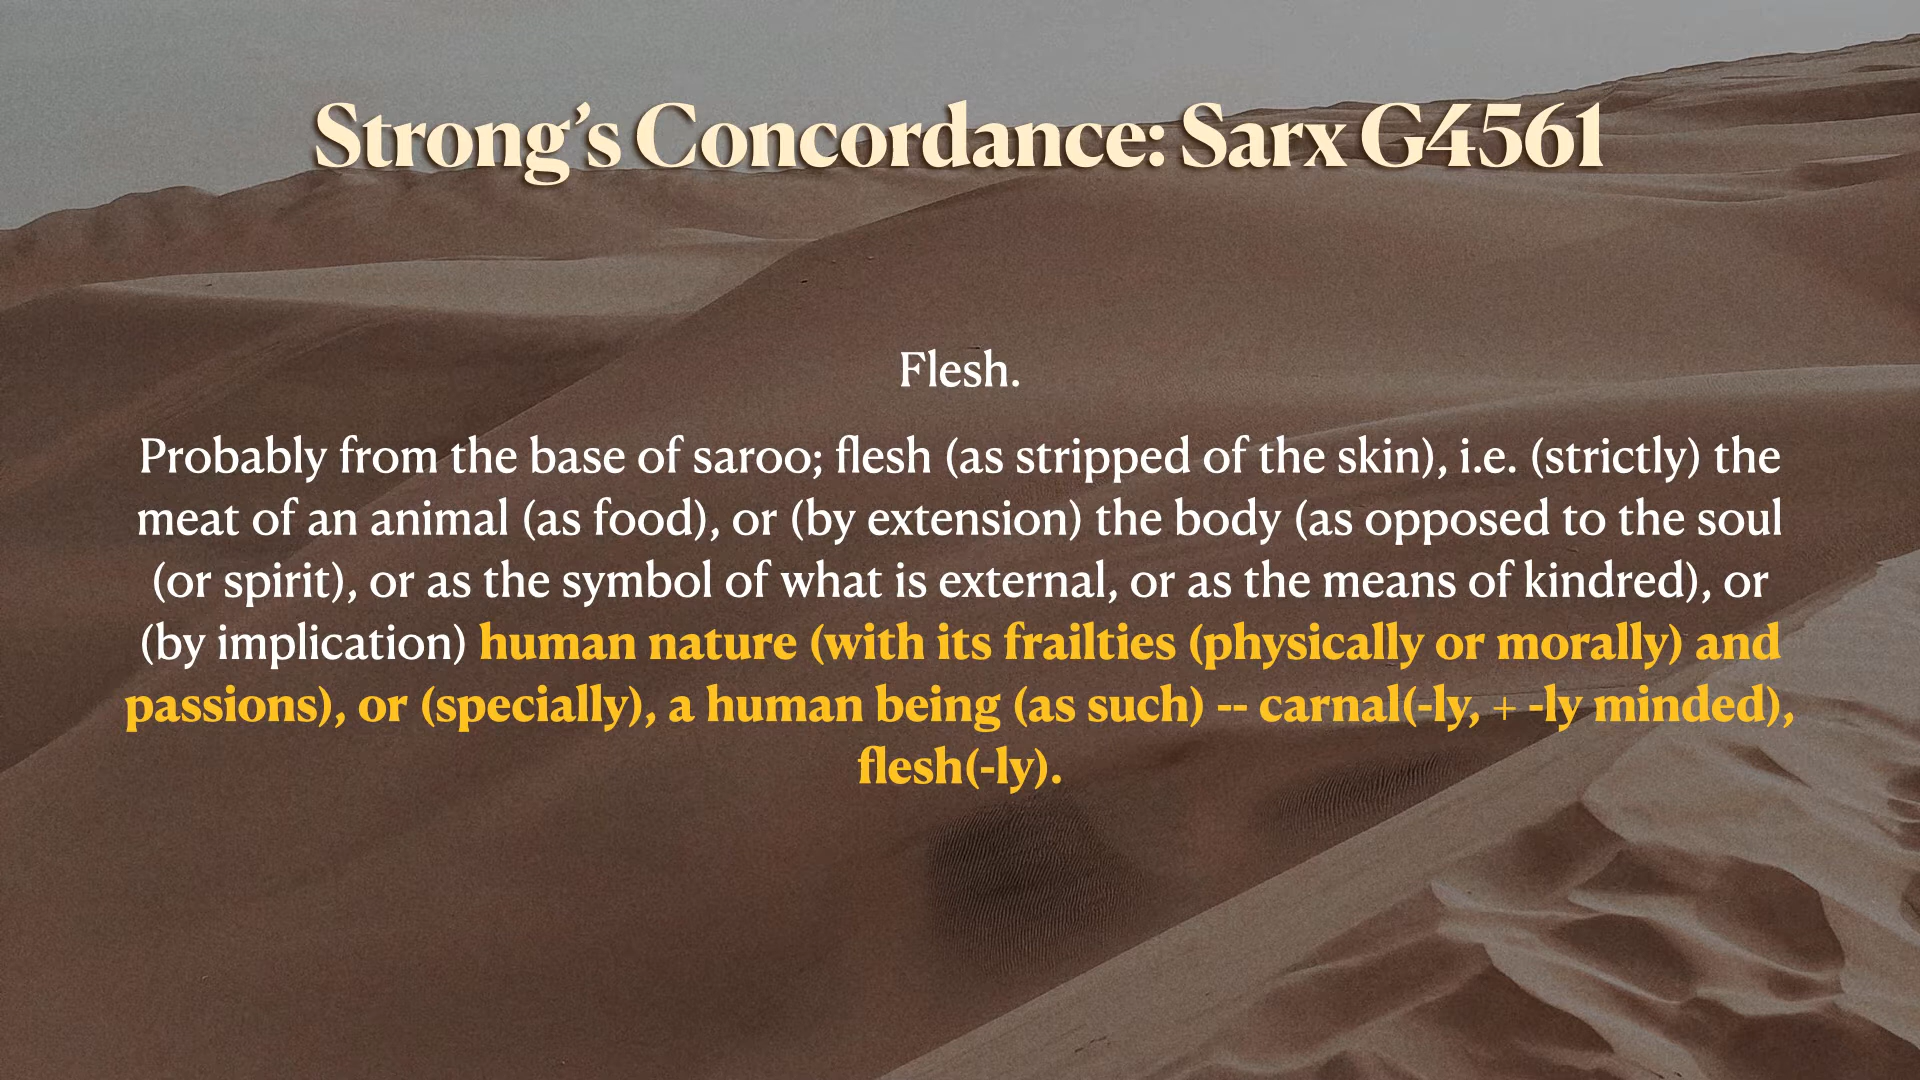 Strong’s Concordance: Sarx G4561
Flesh.
Probably from the base of saroo; flesh (as stripped of the skin), i.e. (strictly) the
meat of an animal (as food), or (by extension) the body (as opposed to the soul
(or spirit), or as the symbol of what is external, or as the means of kindred), or
(by implication) human nature (with its frailties (physically or morally) and
passions), or (specially), a human being (as such) -- carnal(-ly, + -ly minded),
flesh(-ly).